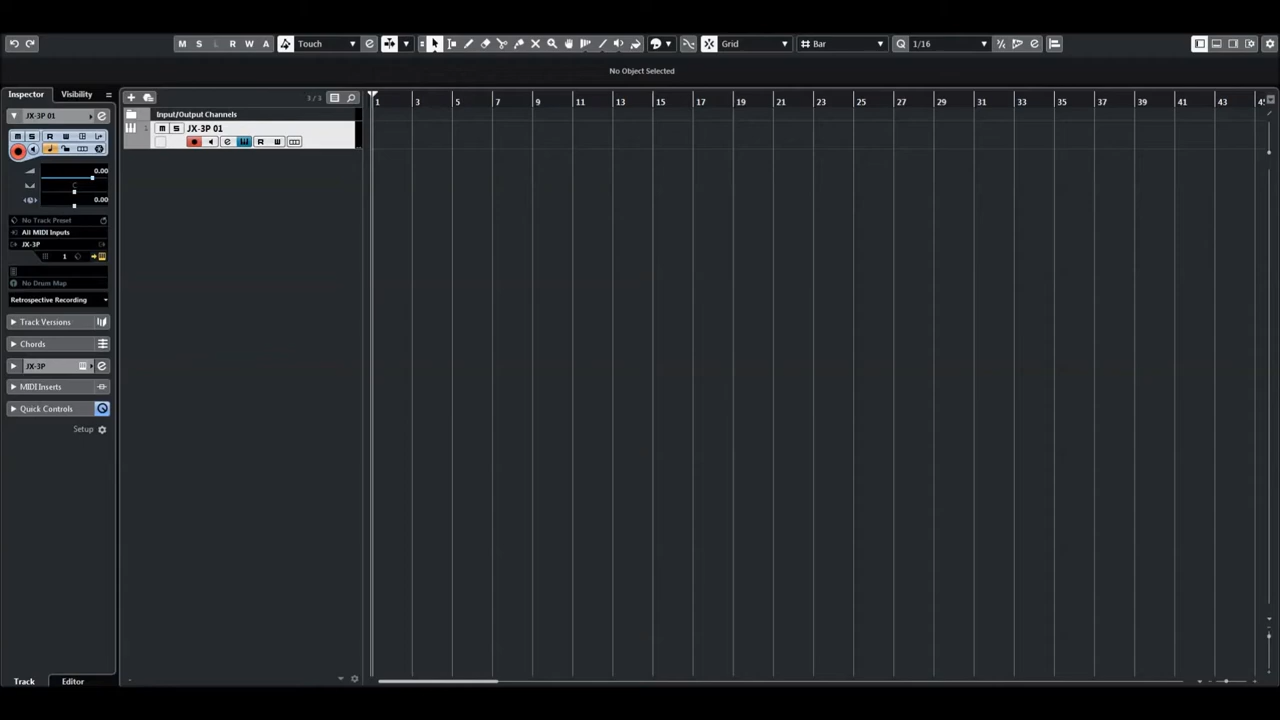 M S L R W A Touch Grid Bar Q 1/16
No Object Selected
Inspector Visibility
3 / 3
1 3 5 7 9 11 13 15 17 19 21 23 25 27 29 31 33 35 37 39 41 43
JX-3P 01
Input/Output Channels
1 M S JX-3P 01
M S R W
R W
0.00
C
0.00
No Track Preset
All MIDI Inputs
JX-3P
1
No Drum Map
Retrospective Recording
Track Versions
Chords
JX-3P
MIDI Inserts
Quick Controls
Setup
Track Editor